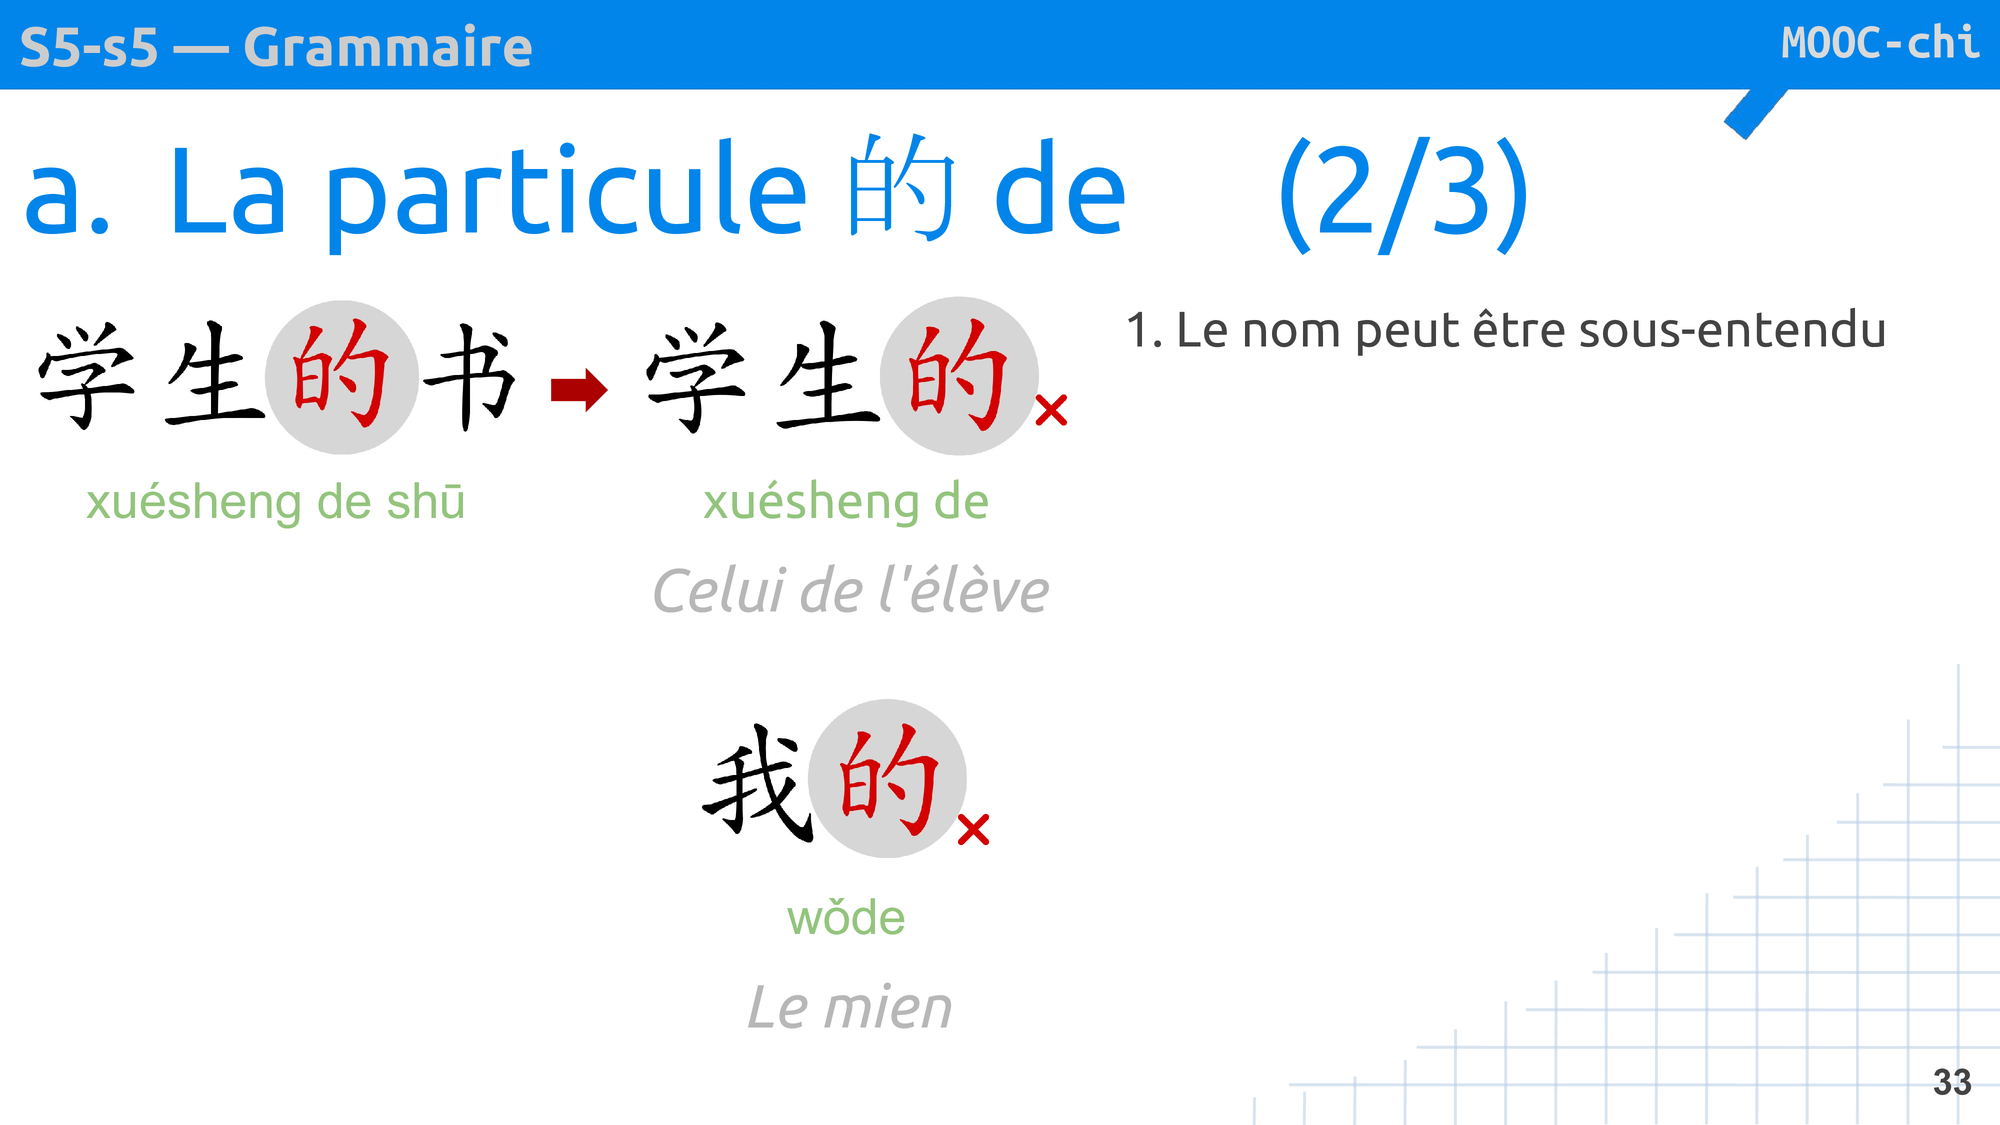 S5-s5 — Grammaire
MOOC-chi
a. La particule 的 de (2/3)
学生的书 ➡ 学生的×
1. Le nom peut être sous-entendu
xuésheng de shū
xuésheng de
Celui de l'élève
我的×
wǒde
Le mien
33